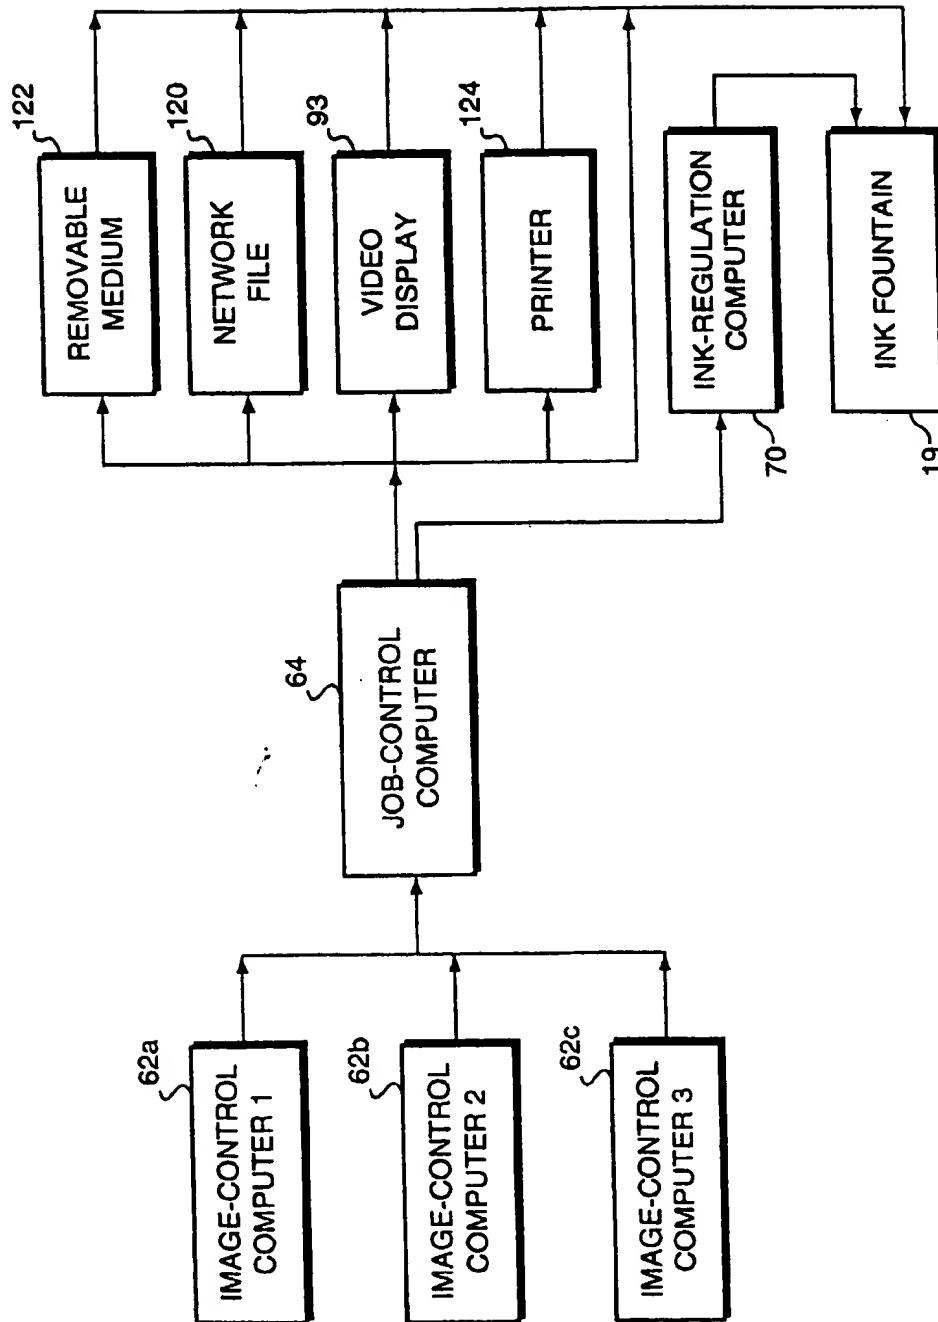 122
REMOVABLE
MEDIUM
120
NETWORK
FILE
93
VIDEO
DISPLAY
124
PRINTER
INK-REGULATION
COMPUTER
70
INK FOUNTAIN
19
64
JOB-CONTROL
COMPUTER
62a
IMAGE-CONTROL
COMPUTER 1
62b
IMAGE-CONTROL
COMPUTER 2
62c
IMAGE-CONTROL
COMPUTER 3